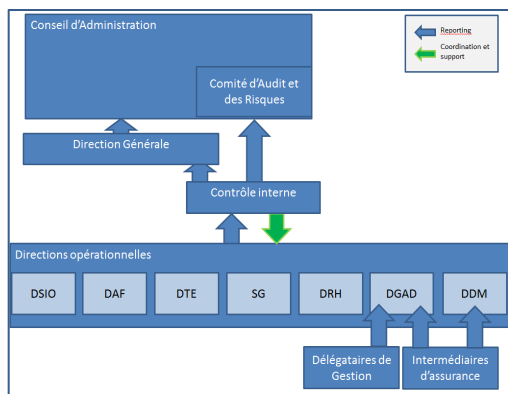 Conseil d'Administration
Reporting
Coordination et
support
Comité d'Audit et
des Risques
Direction Générale
Contrôle interne
Directions opérationnelles
DSIO
DAF
DTE
SG
DRH
DGAD
DDM
Délégataires de
Gestion
Intermédiaires
d'assurance